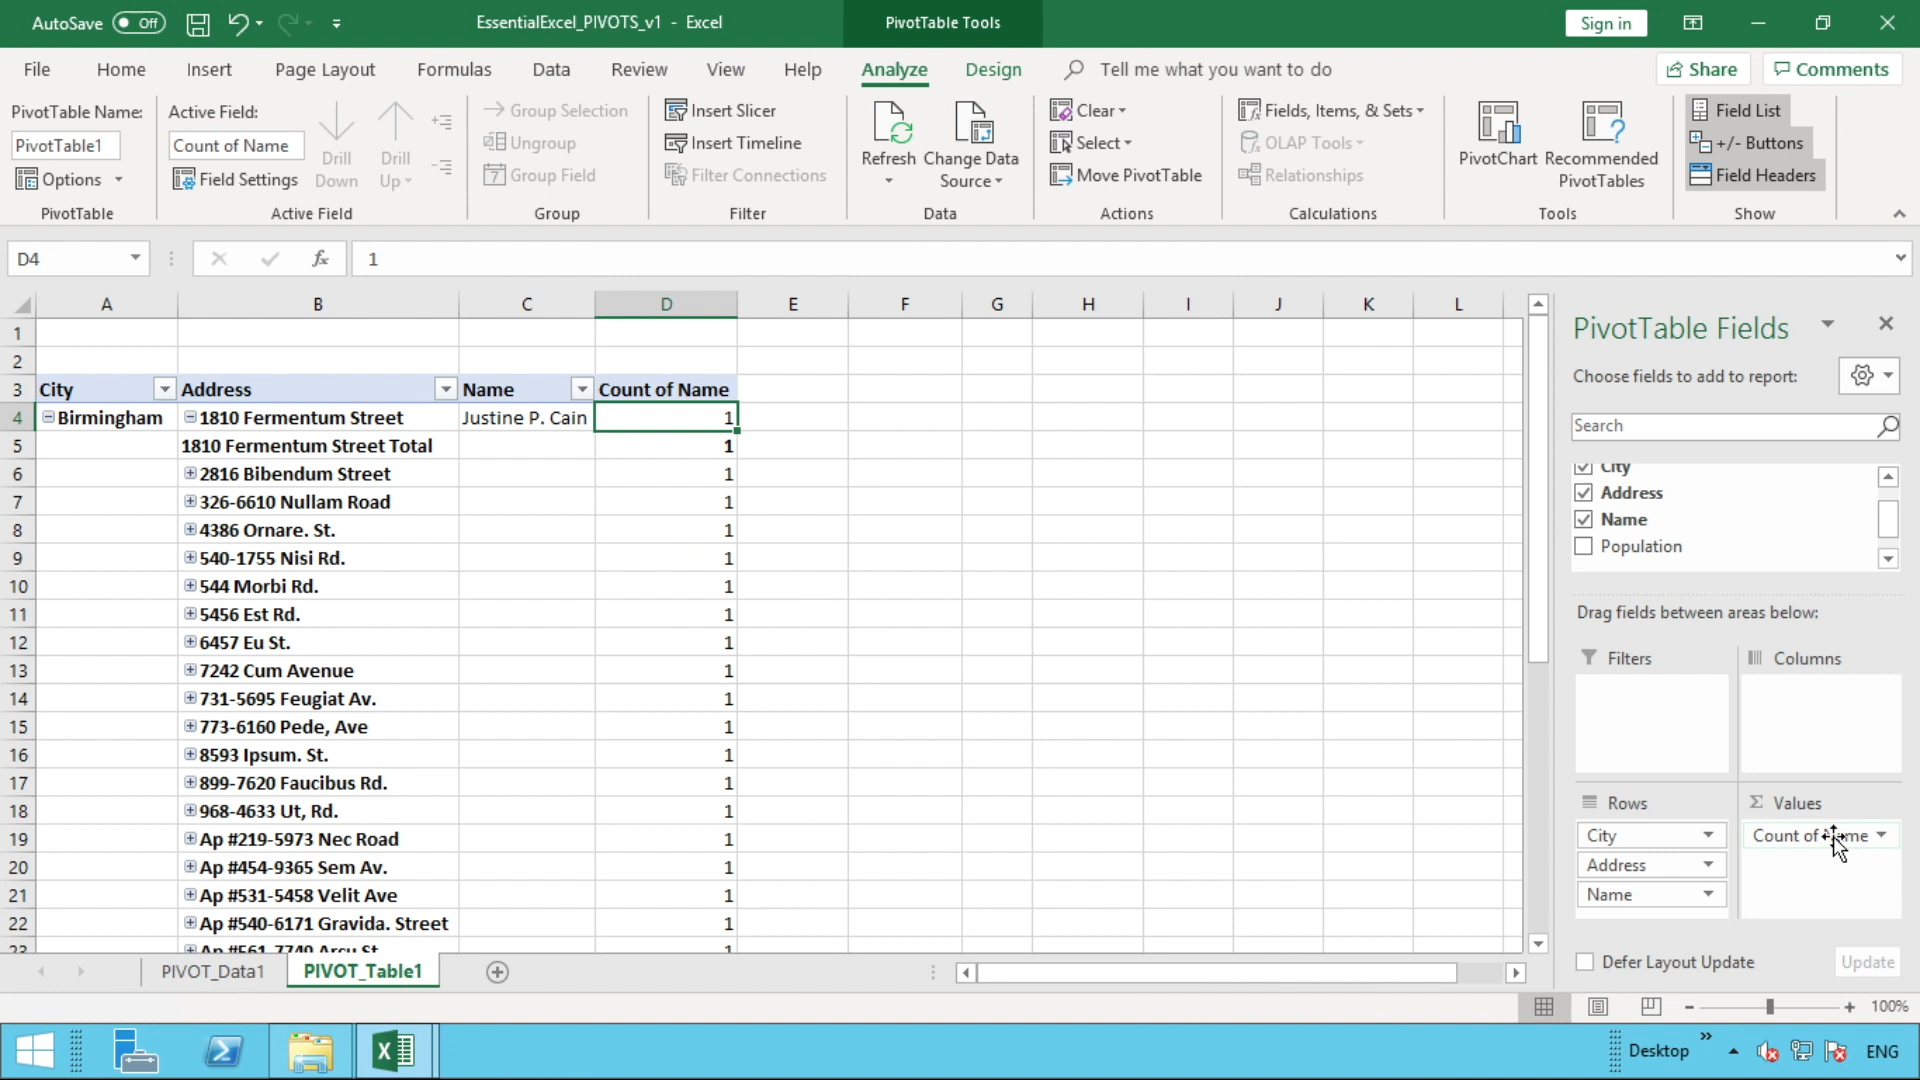 AutoSave Off EssentialExcel_PIVOTS_v1 - Excel PivotTable Tools Sign in
File Home Insert Page Layout Formulas Data Review View Help Analyze Design Tell me what you want to do Share Comments
PivotTable Name: Active Field: Group Selection Insert Slicer Clear Fields, Items, & Sets Field List
PivotTable1 Count of Name Ungroup Insert Timeline Select OLAP Tools +/- Buttons
Drill Down Drill Up Refresh Change Data Source PivotChart Recommended PivotTables
Options Field Settings Group Field Filter Connections Move PivotTable Relationships Field Headers
PivotTable Active Field Group Filter Data Actions Calculations Tools Show
D4 fx 1
A B C D E F G H I J K L
1
2
3 City Address Name Count of Name
4 Birmingham 1810 Fermentum Street Justine P. Cain 1
5 1810 Fermentum Street Total 1
6 2816 Bibendum Street 1
7 326-6610 Nullam Road 1
8 4386 Ornare. St. 1
9 540-1755 Nisi Rd. 1
10 544 Morbi Rd. 1
11 5456 Est Rd. 1
12 6457 Eu St. 1
13 7242 Cum Avenue 1
14 731-5695 Feugiat Av. 1
15 773-6160 Pede, Ave 1
16 8593 Ipsum. St. 1
17 899-7620 Faucibus Rd. 1
18 968-4633 Ut, Rd. 1
19 Ap #219-5973 Nec Road 1
20 Ap #454-9365 Sem Av. 1
21 Ap #531-5458 Velit Ave 1
22 Ap #540-6171 Gravida. Street 1
23 Ap #561-7749 Arcu St. 1
PivotTable Fields
Choose fields to add to report:
Search
City
Address
Name
Population
Drag fields between areas below:
Filters Columns
Rows Values
City Count of Name
Address
Name
Defer Layout Update Update
PIVOT_Data1 PIVOT_Table1
100%
Desktop ENG